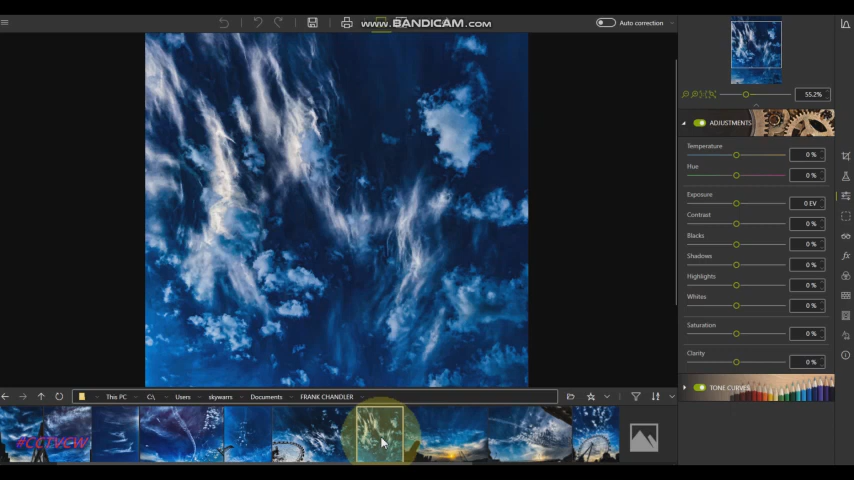 www.BANDICAM.com
Auto correction
55.2%
ADJUSTMENTS
Temperature
0 %
Hue
0 %
Exposure
0 EV
Contrast
0 %
Blacks
0 %
Shadows
0 %
Highlights
0 %
Whites
0 %
Saturation
0 %
Clarity
0 %
TONE CURVES
This PC
C:\
Users
skywarrs
Documents
FRANK CHANDLER
#CCTVCW